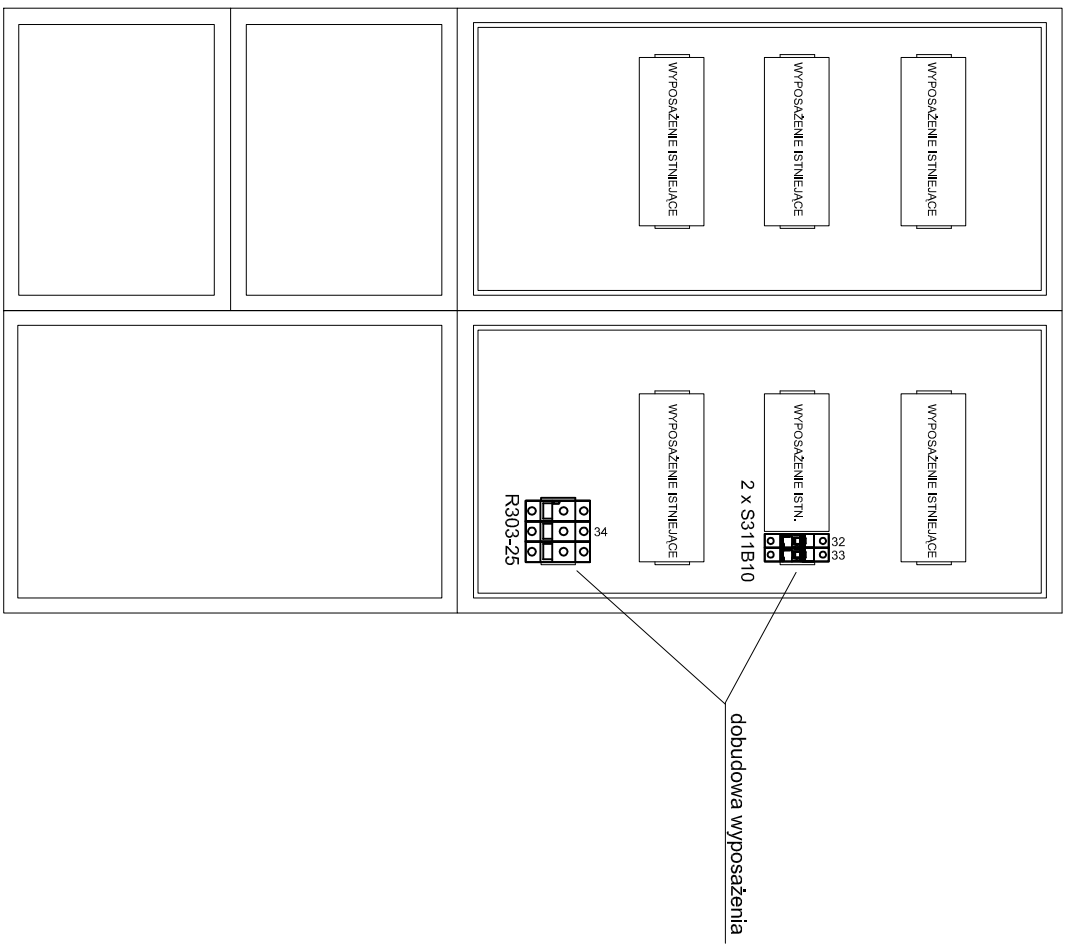 WYPOSAŻENIE ISTNIEJĄCE
WYPOSAŻENIE ISTNIEJĄCE
WYPOSAŻENIE ISTNIEJĄCE
WYPOSAŻENIE ISTNIEJĄCE
WYPOSAŻENIE ISTN.
WYPOSAŻENIE ISTNIEJĄCE
32
33
2 x S311B10
34
R303-25
dobudowa wyposażenia